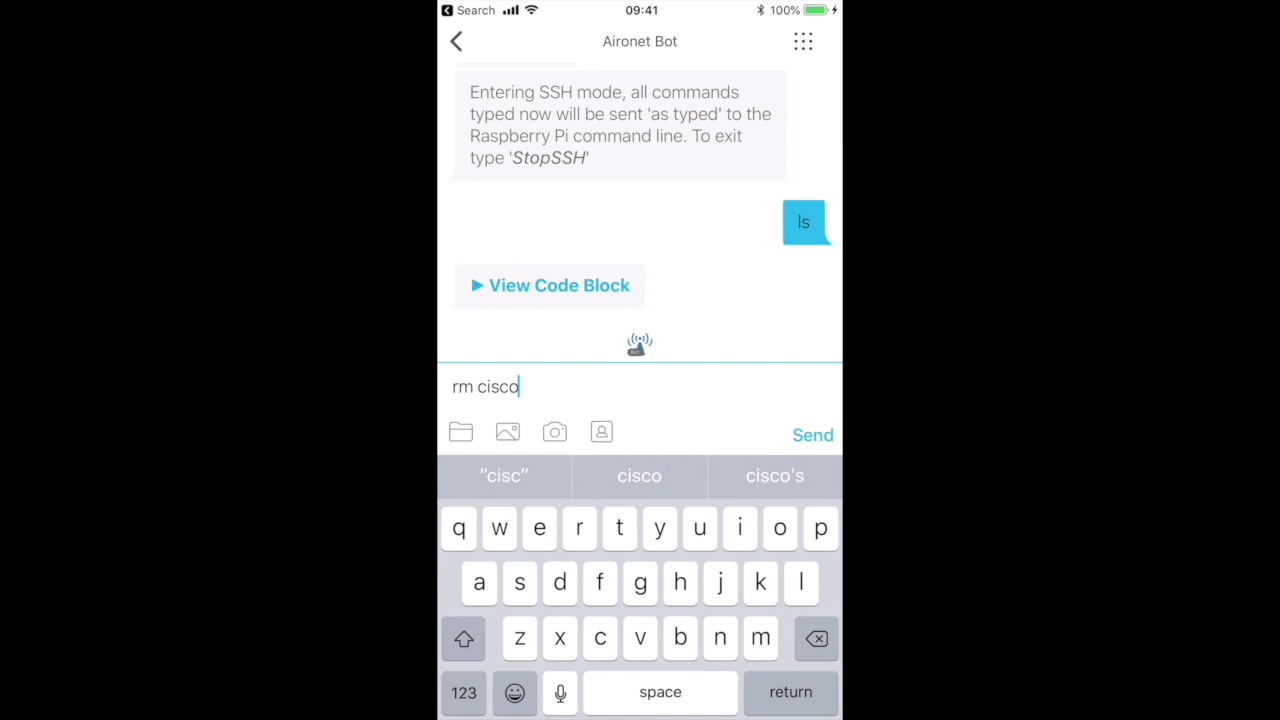 Search 09:41 100%
Aironet Bot
Entering SSH mode, all commands
typed now will be sent 'as typed' to the
Raspberry Pi command line. To exit
type 'StopSSH'
ls
View Code Block
rm cisco
Send
“cisc” cisco cisco's
q w e r t y u i o p
a s d f g h j k l
z x c v b n m
123 space return